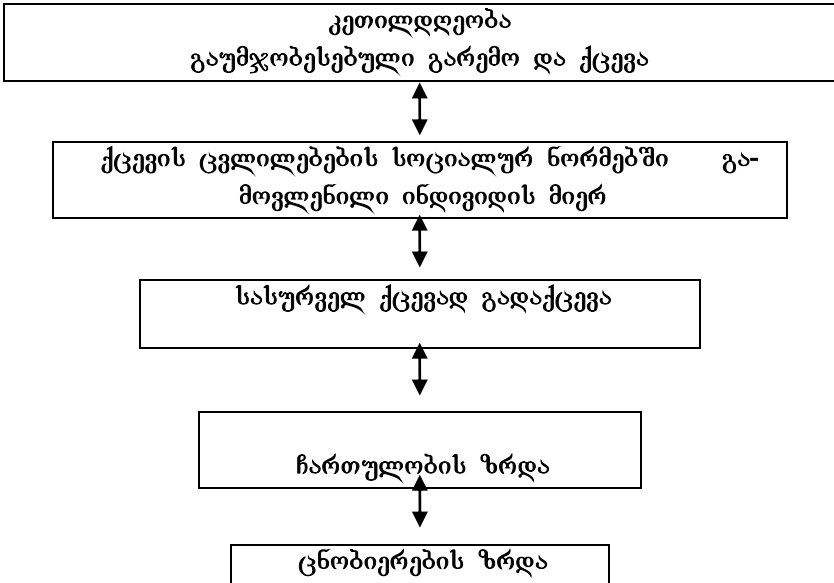 კეთილდღეობა
გაუმჯობესებული გარემო და ქცევა
ქცევის ცვლილებების სოციალურ ნორმებში გა-
მოვლენილი ინდივიდის მიერ
სასურველ ქცევად გადაქცევა
ჩართულობის ზრდა
ცნობიერების ზრდა